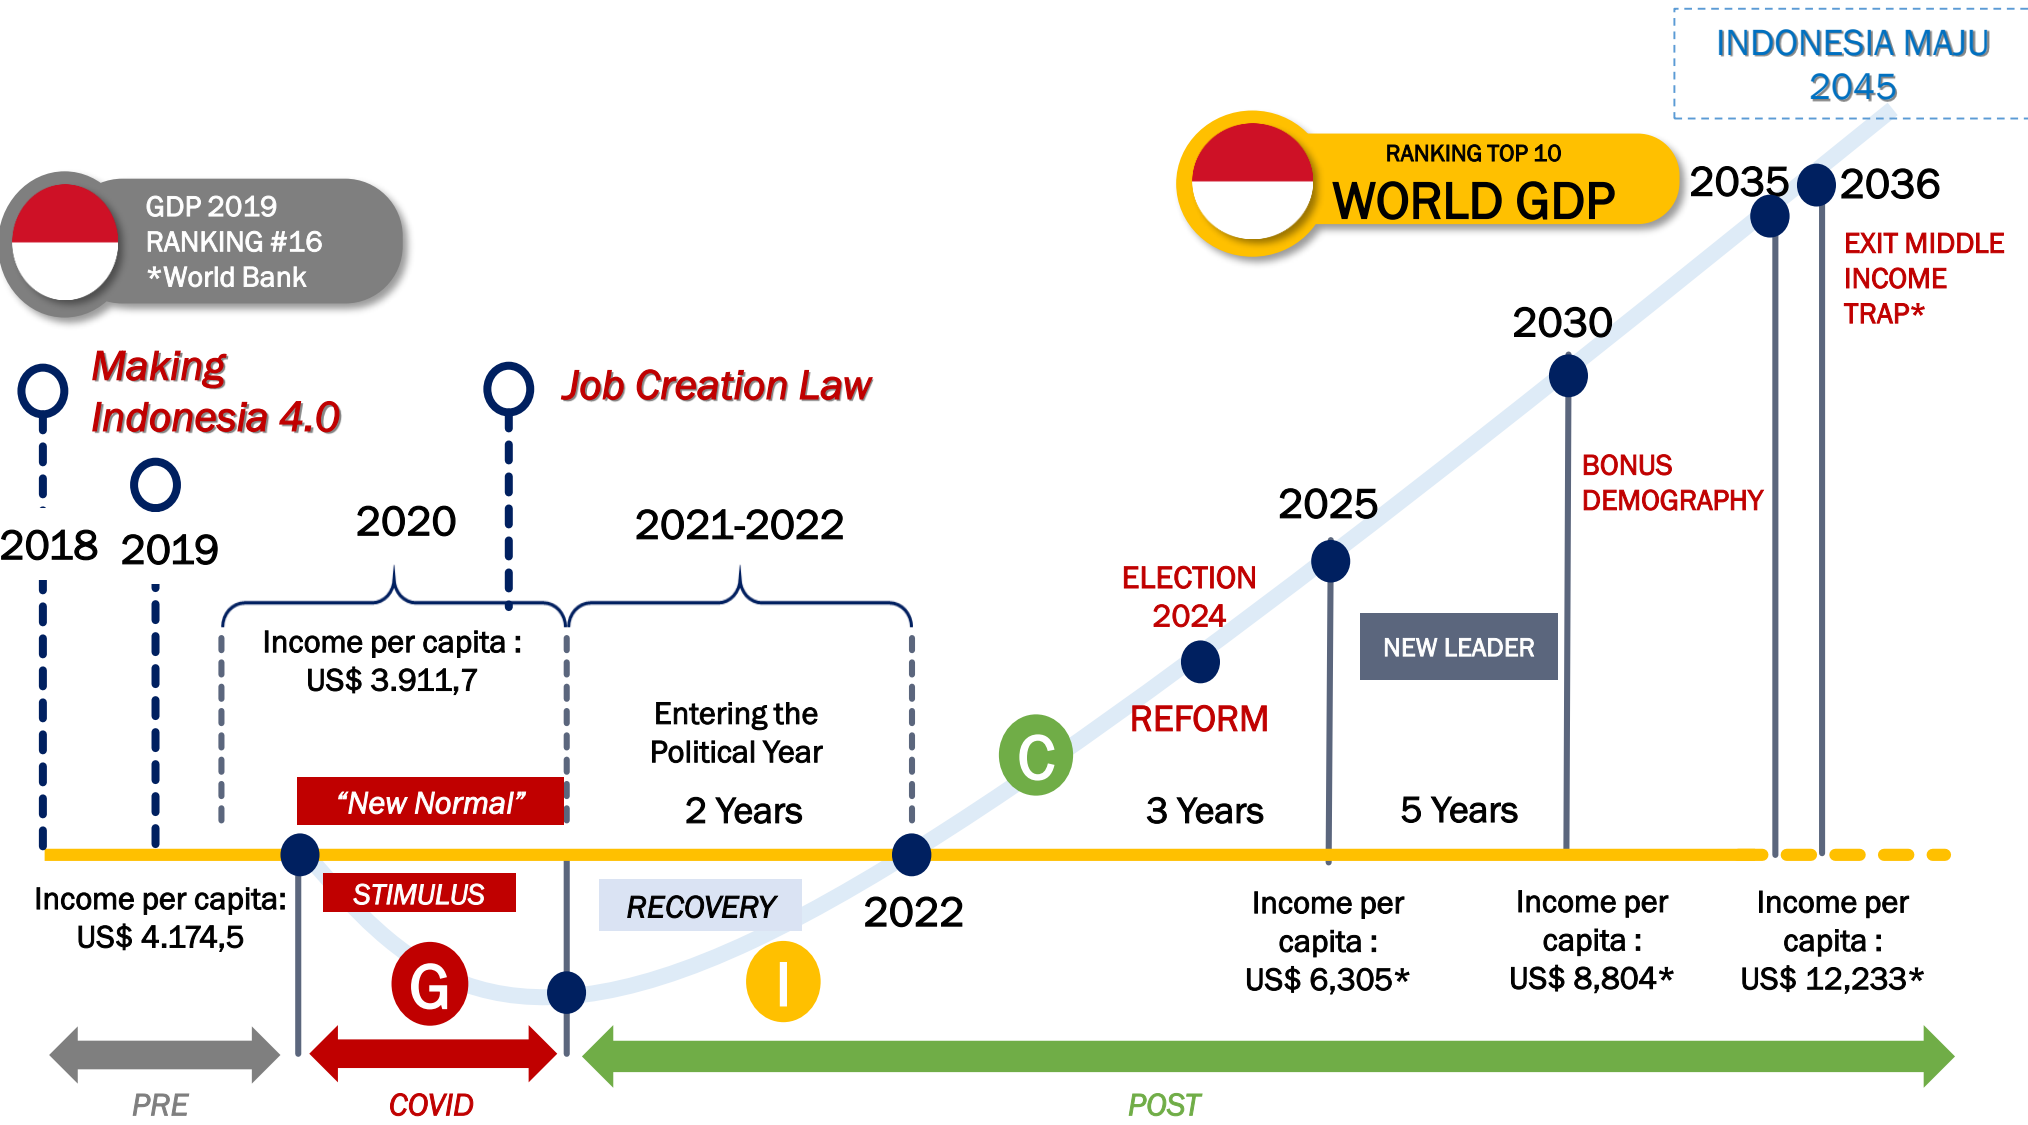 INDONESIA MAJU
2045
RANKING TOP 10
WORLD GDP
GDP 2019
RANKING #16
*World Bank
2035
2036
EXIT MIDDLE
INCOME
TRAP*
2030
Making
Indonesia 4.0
Job Creation Law
BONUS
DEMOGRAPHY
2018
2019
2020
2021-2022
2025
ELECTION
2024
REFORM
NEW LEADER
Income per capita :
US$ 3.911,7
Entering the
Political Year
C
"New Normal"
2 Years
3 Years
5 Years
Income per capita:
US$ 4.174,5
STIMULUS
RECOVERY
2022
Income per
capita :
US$ 6,305*
Income per
capita :
US$ 8,804*
Income per
capita :
US$ 12,233*
G
I
PRE
COVID
POST